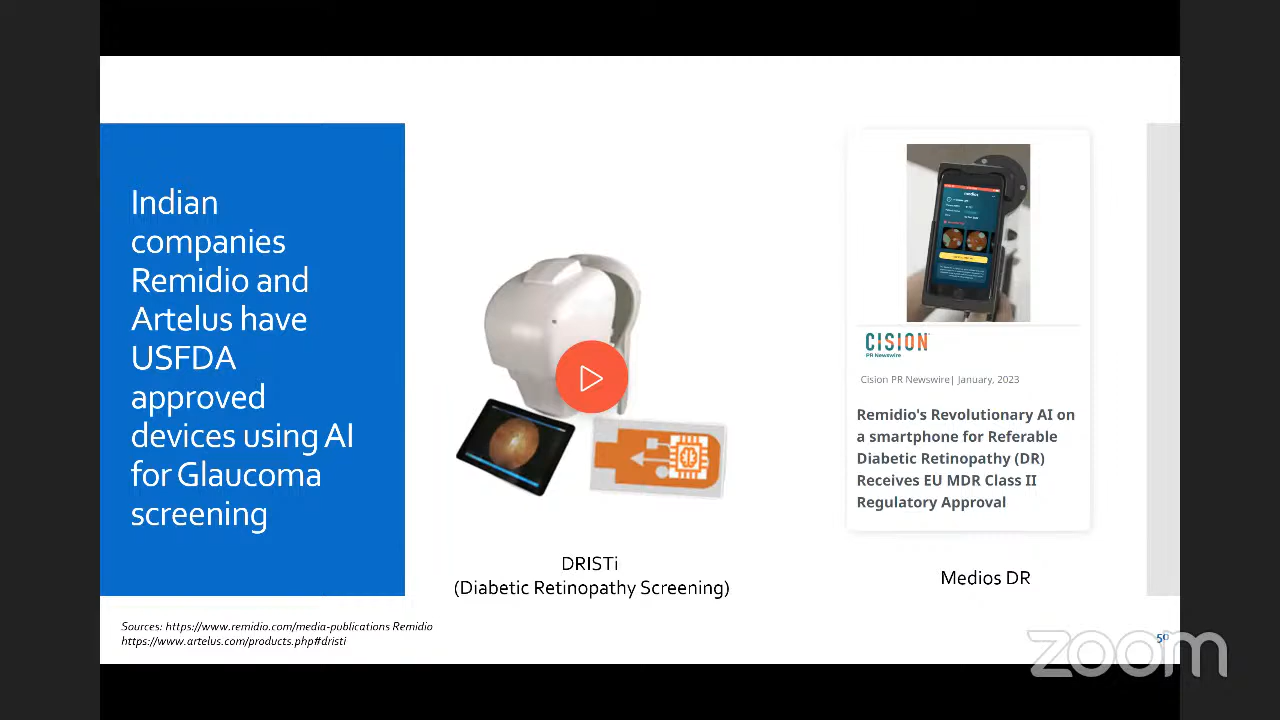 Indian
companies
Remidio and
Artelus have
USFDA
approved
devices using AI
for Glaucoma
screening
DRISTi
(Diabetic Retinopathy Screening)
CISION
PR Newswire
Cision PR Newswire| January, 2023
Remidio's Revolutionary AI on
a smartphone for Referable
Diabetic Retinopathy (DR)
Receives EU MDR Class II
Regulatory Approval
Medios DR
Sources: https://www.remidio.com/media-publications Remidio
https://www.artelus.com/products.php#dristi
50
zoom